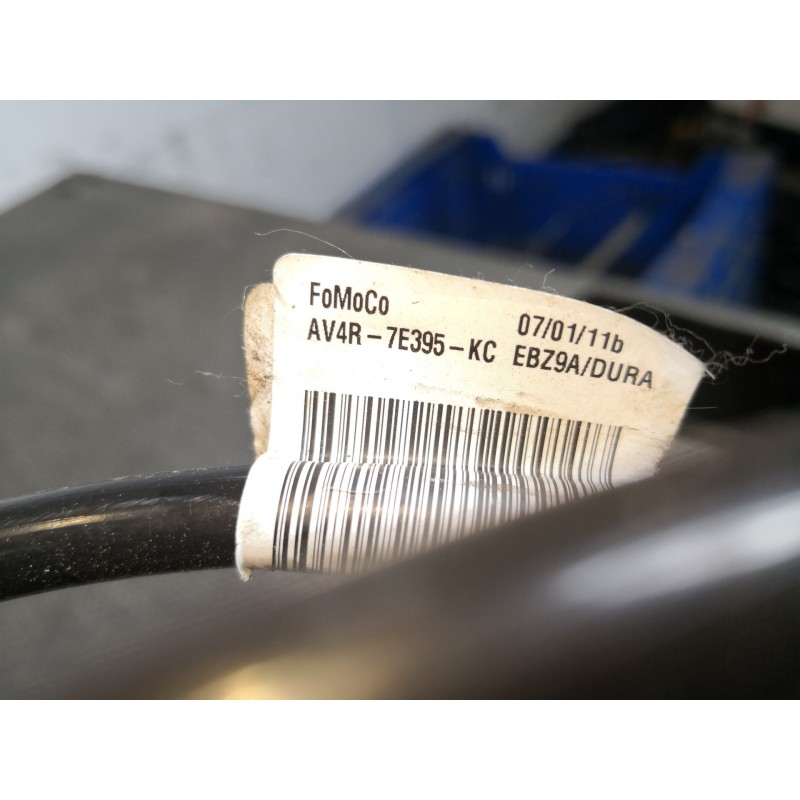 FoMoCo 07/01/11b
AV4R-7E395-KC EBZ9A/DURA